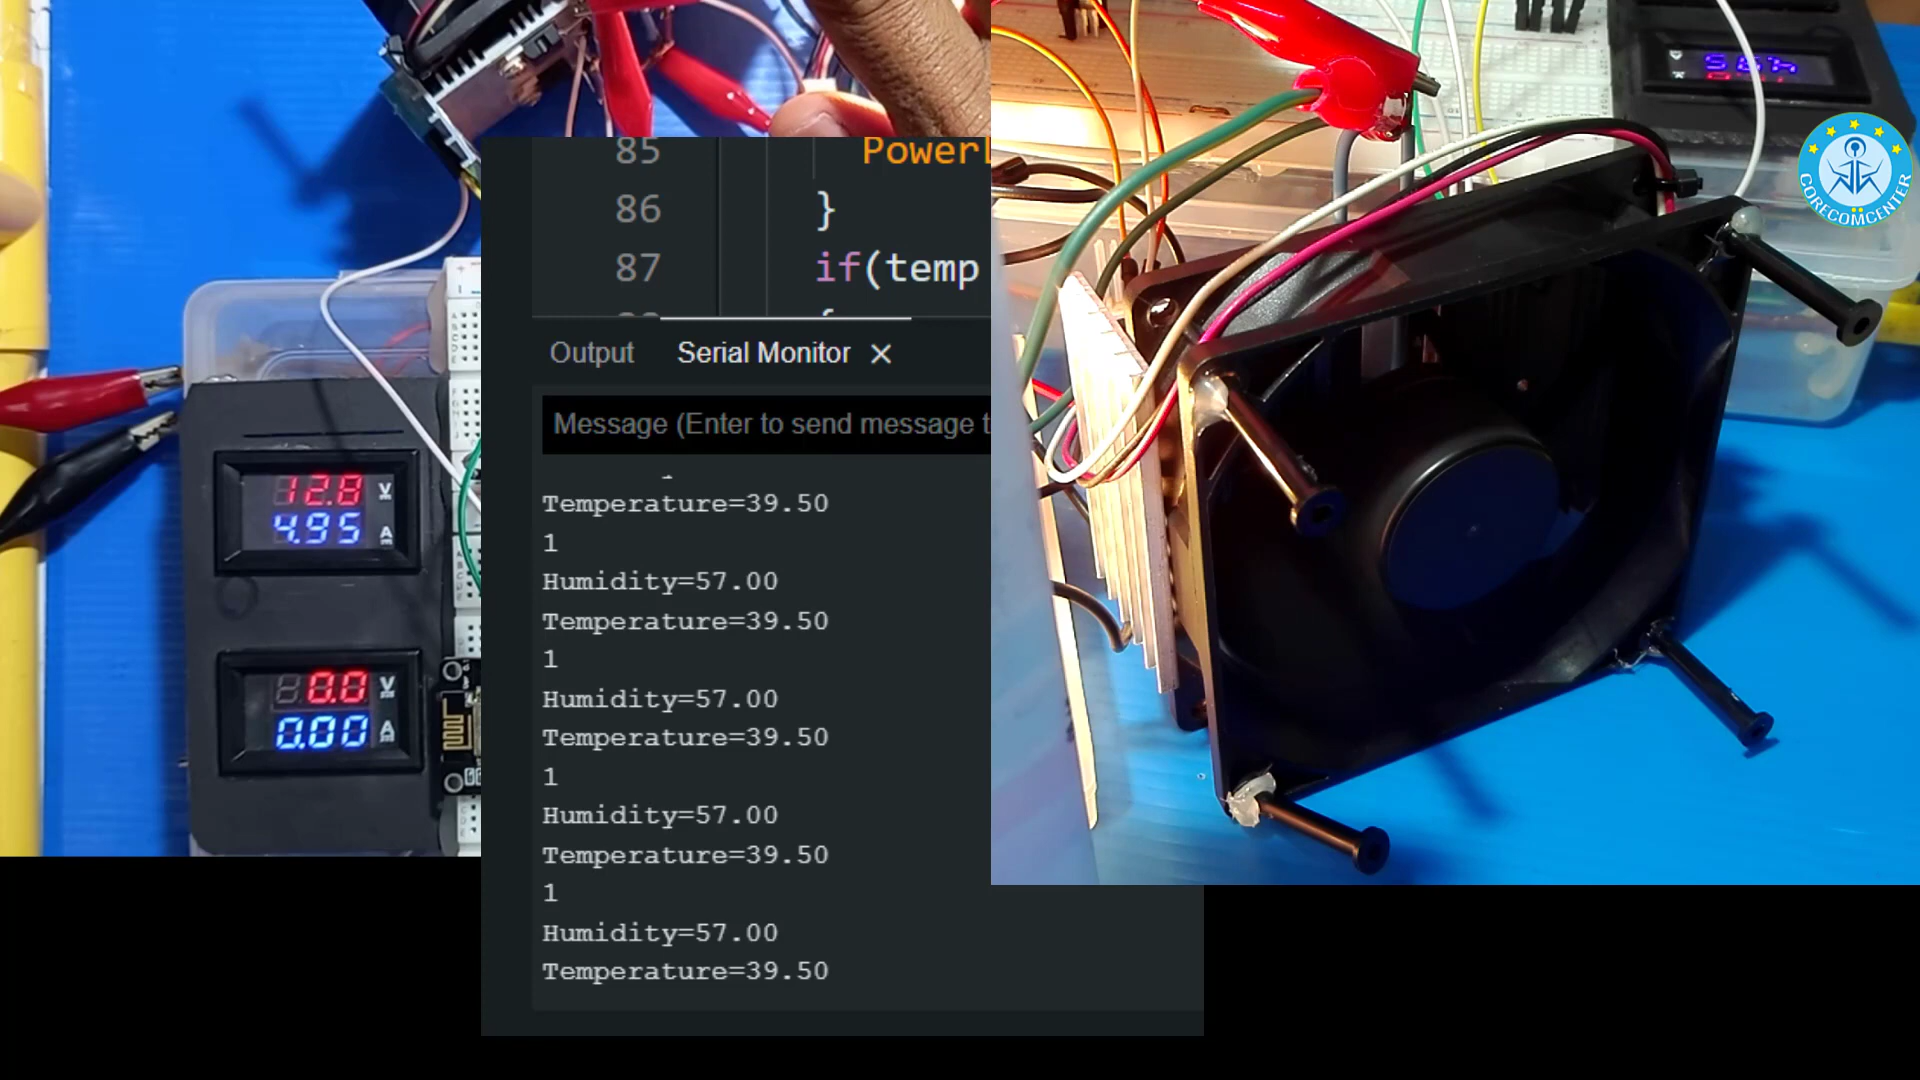 12.8 V
4.95 A
0.0 V
0.00 A
85 Power
86 }
87 if(temp
Output Serial Monitor ×
Message (Enter to send message t
Temperature=39.50
1
Humidity=57.00
Temperature=39.50
1
Humidity=57.00
Temperature=39.50
1
Humidity=57.00
Temperature=39.50
1
Humidity=57.00
Temperature=39.50
CORECOMCENTER